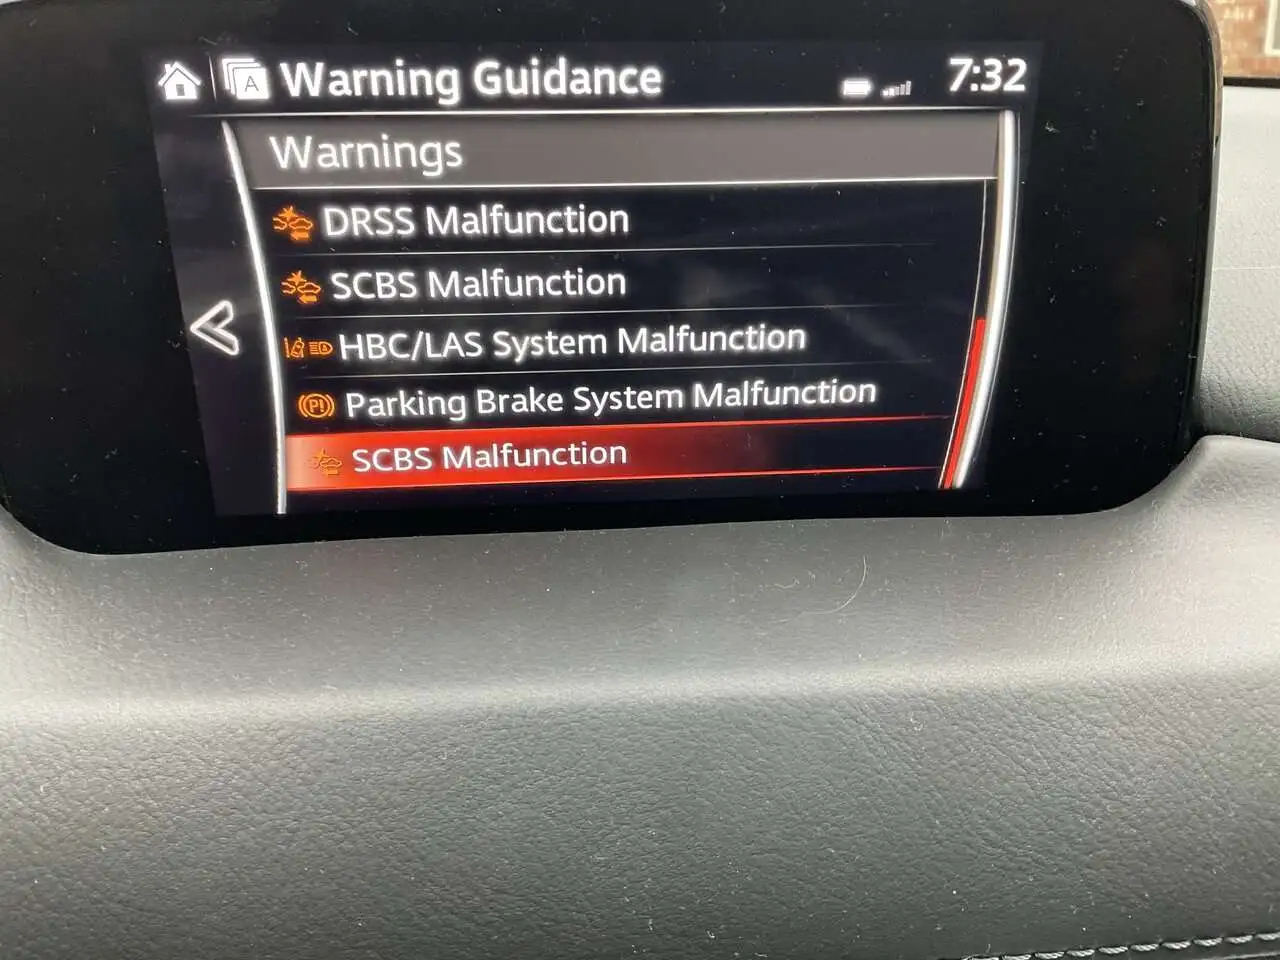 Warning Guidance 7:32
Warnings
DRSS Malfunction
SCBS Malfunction
HBC/LAS System Malfunction
Parking Brake System Malfunction
SCBS Malfunction